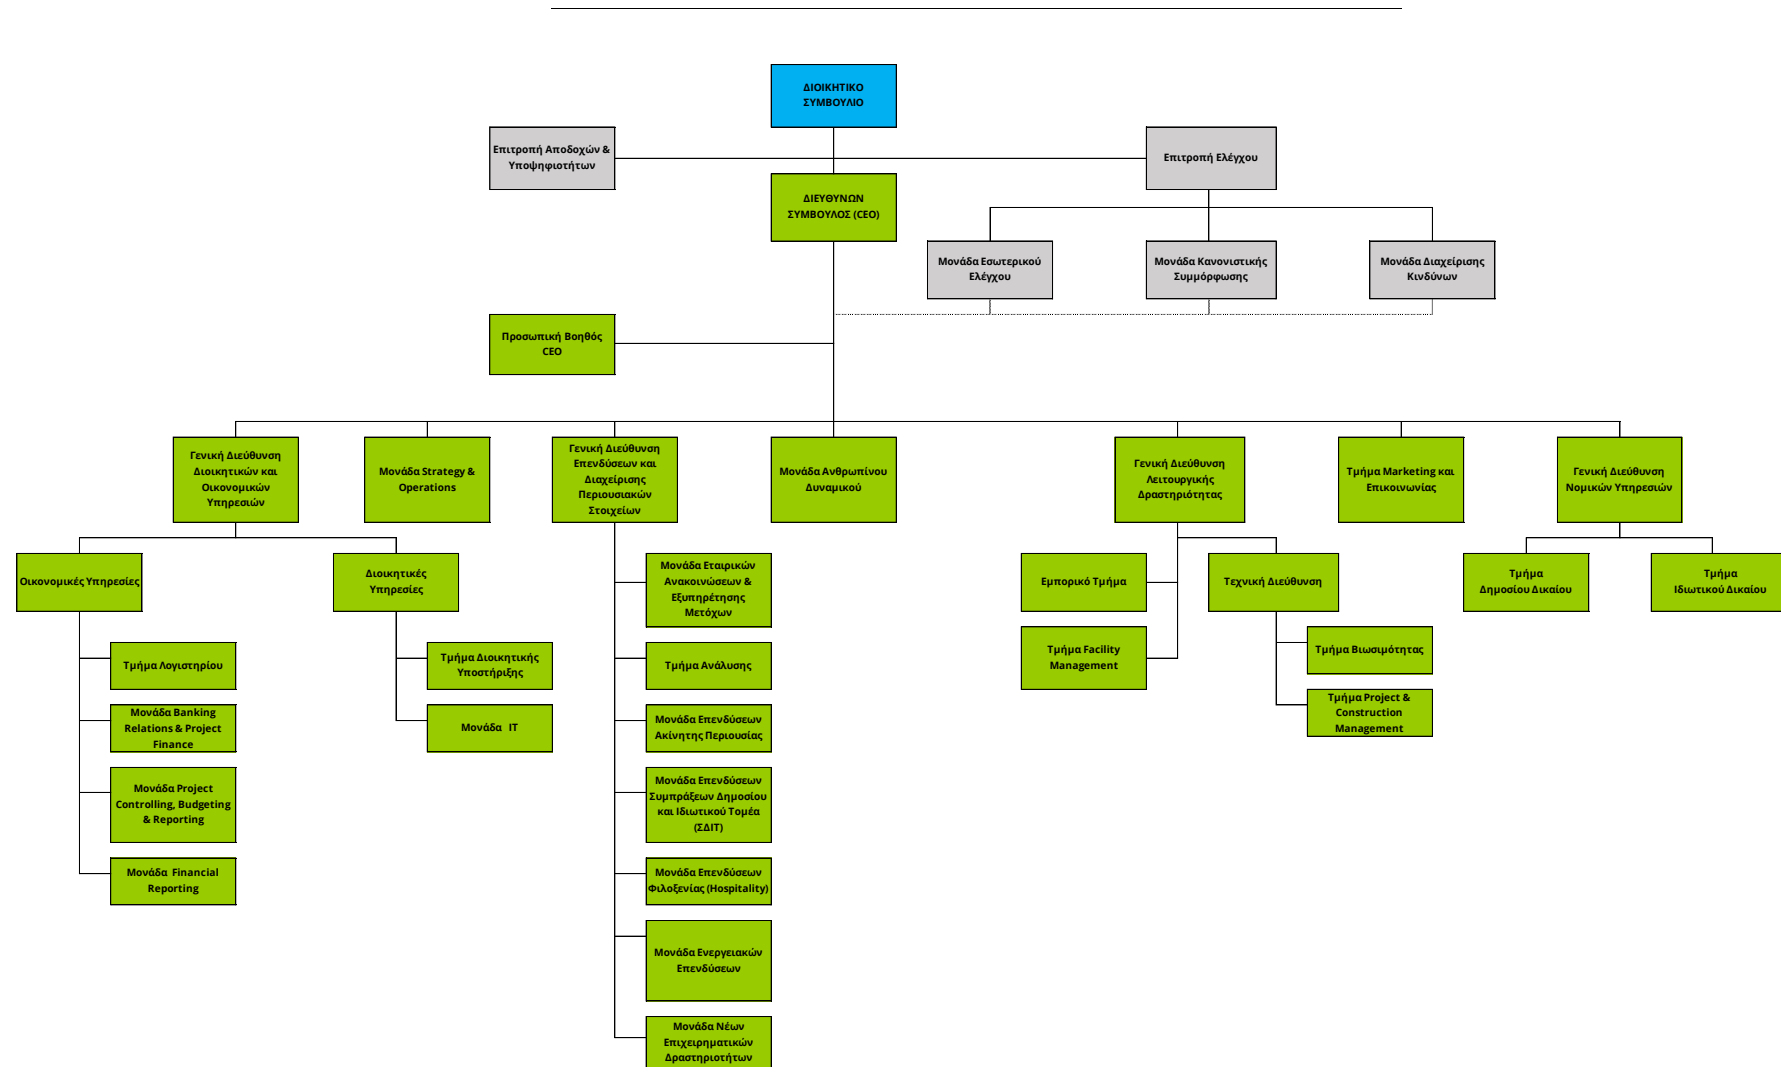 ΔΙΟΙΚΗΤΙΚΟ
ΣΥΜΒΟΥΛΙΟ
Επιτροπή Αποδοχών &
Υποψηφιοτήτων
Επιτροπή Ελέγχου
ΔΙΕΥΘΥΝΩΝ
ΣΥΜΒΟΥΛΟΣ (CEO)
Μονάδα Εσωτερικού
Ελέγχου
Μονάδα Κανονιστικής
Συμμόρφωσης
Μονάδα Διαχείρισης
Κινδύνων
Προσωπική Βοηθός
CEO
Γενική Διεύθυνση
Διοικητικών και
Οικονομικών
Υπηρεσιών
Μονάδα Strategy &
Operations
Γενική Διεύθυνση
Επενδύσεων και
Διαχείρισης
Περιουσιακών
Στοιχείων
Μονάδα Ανθρωπίνου
Δυναμικού
Γενική Διεύθυνση
Λειτουργικής
Δραστηριότητας
Τμήμα Marketing και
Επικοινωνίας
Γενική Διεύθυνση
Νομικών Υπηρεσιών
Οικονομικές Υπηρεσίες
Διοικητικές
Υπηρεσίες
Μονάδα Εταιρικών
Ανακοινώσεων &
Εξυπηρέτησης
Μετόχων
Εμπορικό Τμήμα
Τεχνική Διεύθυνση
Τμήμα
Δημοσίου Δικαίου
Τμήμα
Ιδιωτικού Δικαίου
Τμήμα Λογιστηρίου
Τμήμα Διοικητικής
Υποστήριξης
Τμήμα Ανάλυσης
Τμήμα Facility
Management
Τμήμα Βιωσιμότητας
Μονάδα Banking
Relations & Project
Finance
Μονάδα IT
Μονάδα Επενδύσεων
Ακίνητης Περιουσίας
Τμήμα Project &
Construction
Management
Μονάδα Project
Controlling, Budgeting
& Reporting
Μονάδα Επενδύσεων
Συμπράξεων Δημοσίου
και Ιδιωτικού Τομέα
(ΣΔΙΤ)
Μονάδα Financial
Reporting
Μονάδα Επενδύσεων
Φιλοξενίας (Hospitality)
Μονάδα Ενεργειακών
Επενδύσεων
Μονάδα Νέων
Επιχειρηματικών
Δραστηριοτήτων